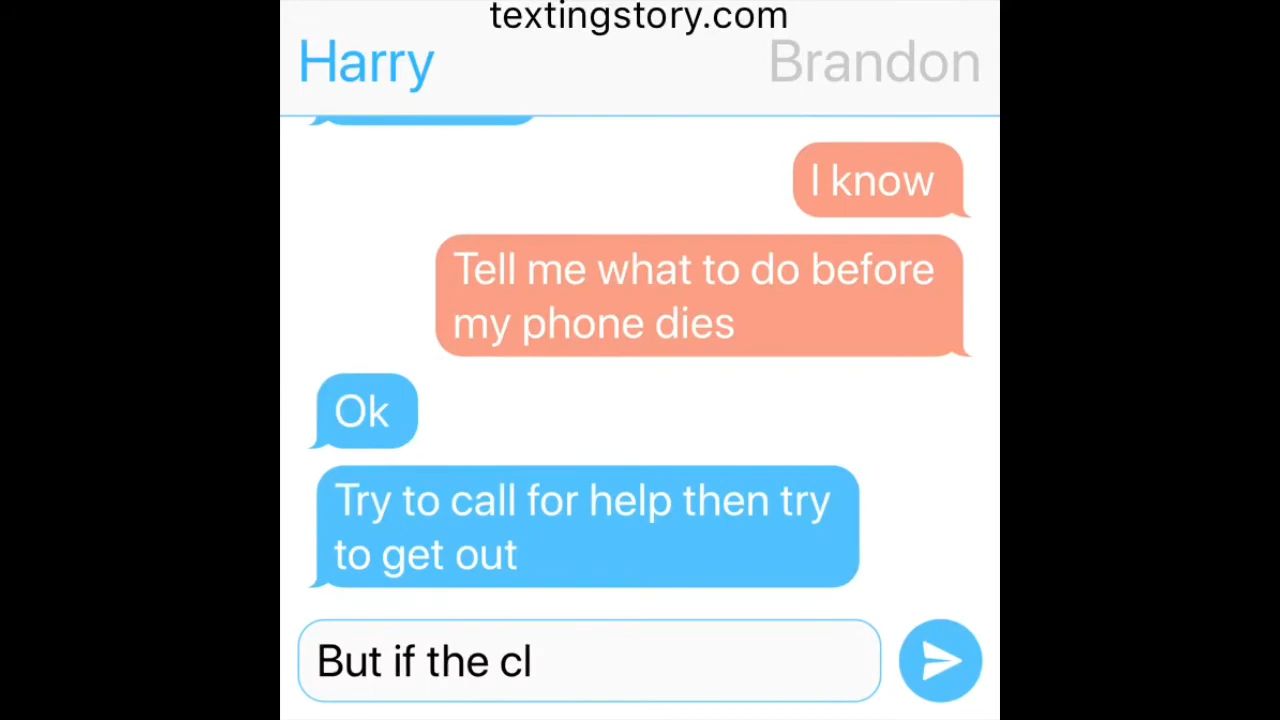 textingstory.com
Harry
Brandon
I know
Tell me what to do before
my phone dies
Ok
Try to call for help then try
to get out
But if the cl